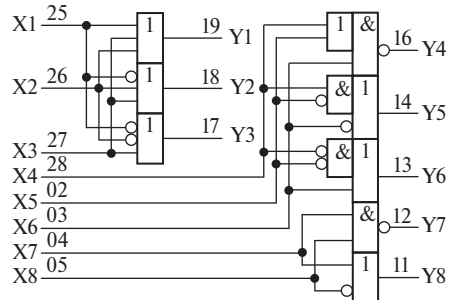 X1 25 1 19 Y1
1 & 16 Y4
X2 26 1 18 Y2
& 1 14 Y5
1 17 Y3
X3 27
X4 28 & 1 13 Y6
X5 02
X6 03
& 12 Y7
X7 04
X8 05 1 11 Y8